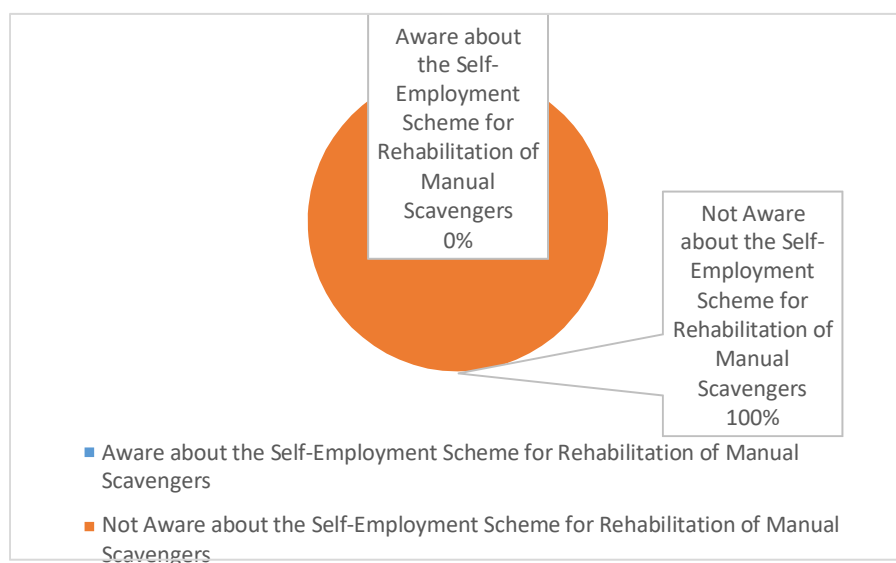 Aware about
the Self-
Employment
Scheme for
Rehabilitation of
Manual
Scavengers
0%
Not Aware
about the Self-
Employment
Scheme for
Rehabilitation of
Manual
Scavengers
100%
Aware about the Self-Employment Scheme for Rehabilitation of Manual
Scavengers
Not Aware about the Self-Employment Scheme for Rehabilitation of Manual
Scavengers